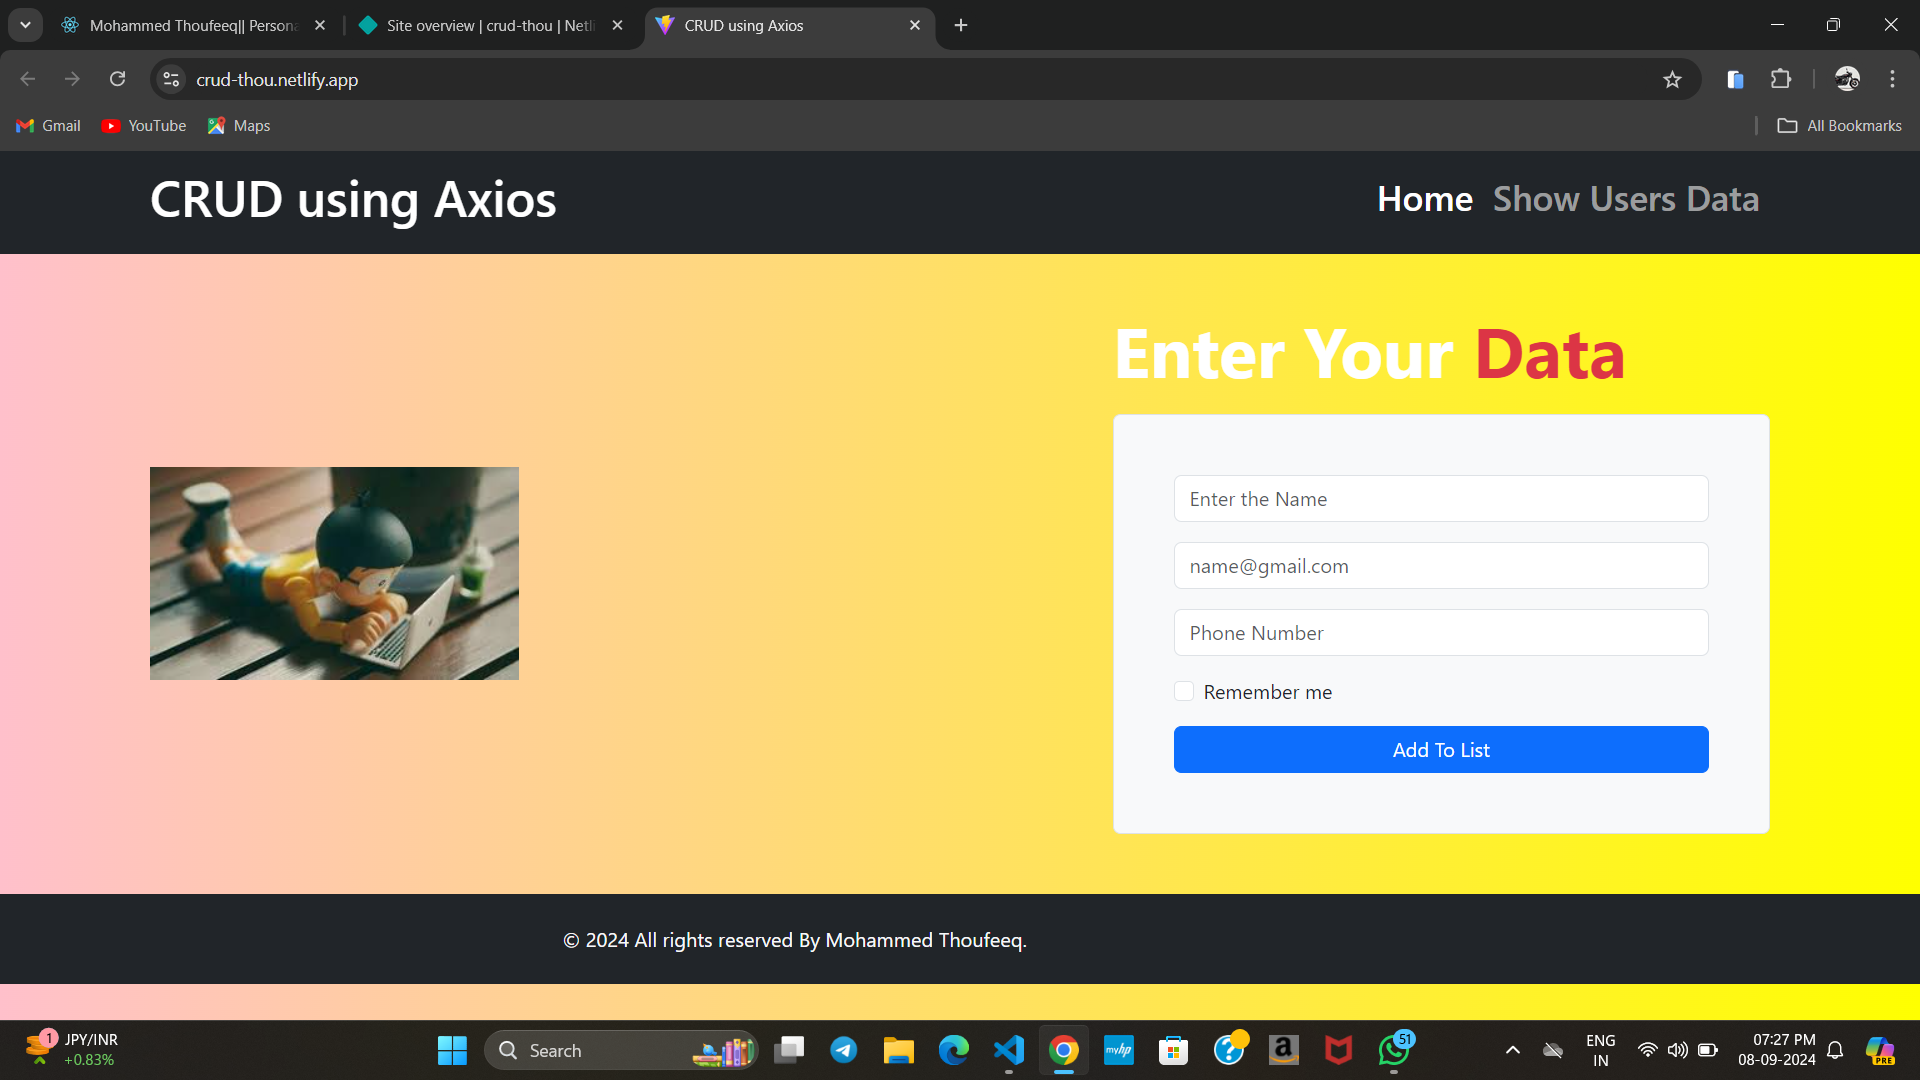 Mohammed Thoufeeq|| Persona
Site overview | crud-thou | Netli
CRUD using Axios
crud-thou.netlify.app
Gmail
YouTube
Maps
All Bookmarks
CRUD using Axios
Home
Show Users Data
Enter Your Data
Enter the Name
name@gmail.com
Phone Number
Remember me
Add To List
© 2024 All rights reserved By Mohammed Thoufeeq.
1
JPY/INR
+0.83%
Search
myhp
a
51
ENG
IN
07:27 PM
08-09-2024
PRE